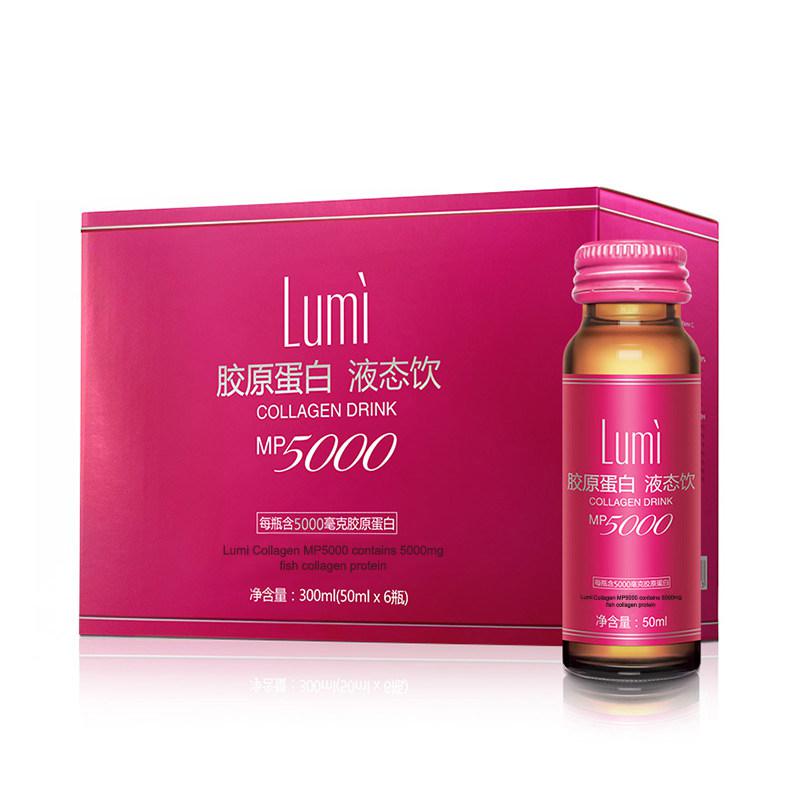 Lumì
胶原蛋白 液态饮
COLLAGEN DRINK
MP5000
每瓶含5000毫克胶原蛋白
Lumi Collagen MP5000 contains 5000mg
fish collagen protein
净含量：300ml(50ml x 6瓶)
Lumì
胶原蛋白 液态饮
COLLAGEN DRINK
MP5000
每瓶含5000毫克胶原蛋白
Lumi Collagen MP5000 contains 5000mg
fish collagen protein
净含量：50ml